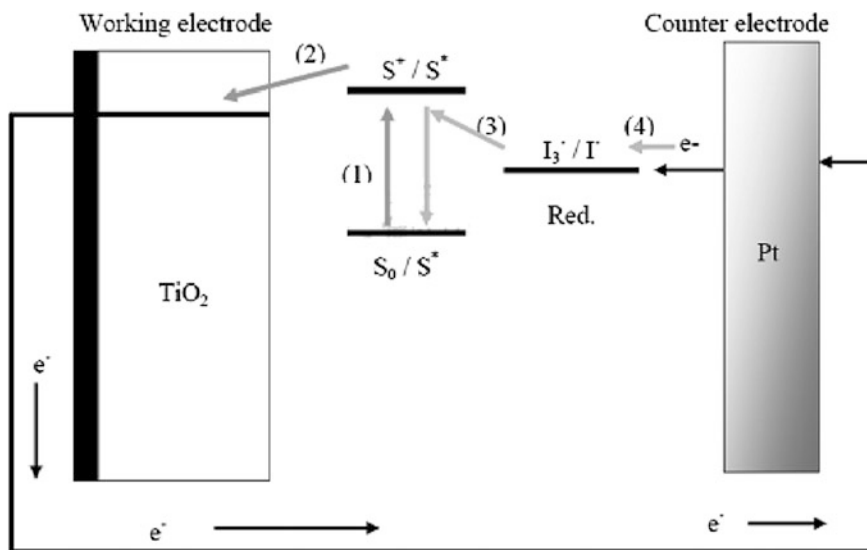 Working electrode
Counter electrode
(2)
S⁺ / S*
(3)
(4)
I₃⁻ / I⁻
e-
(1)
Red.
S₀ / S*
Pt
TiO₂
e⁻
e⁻
e⁻